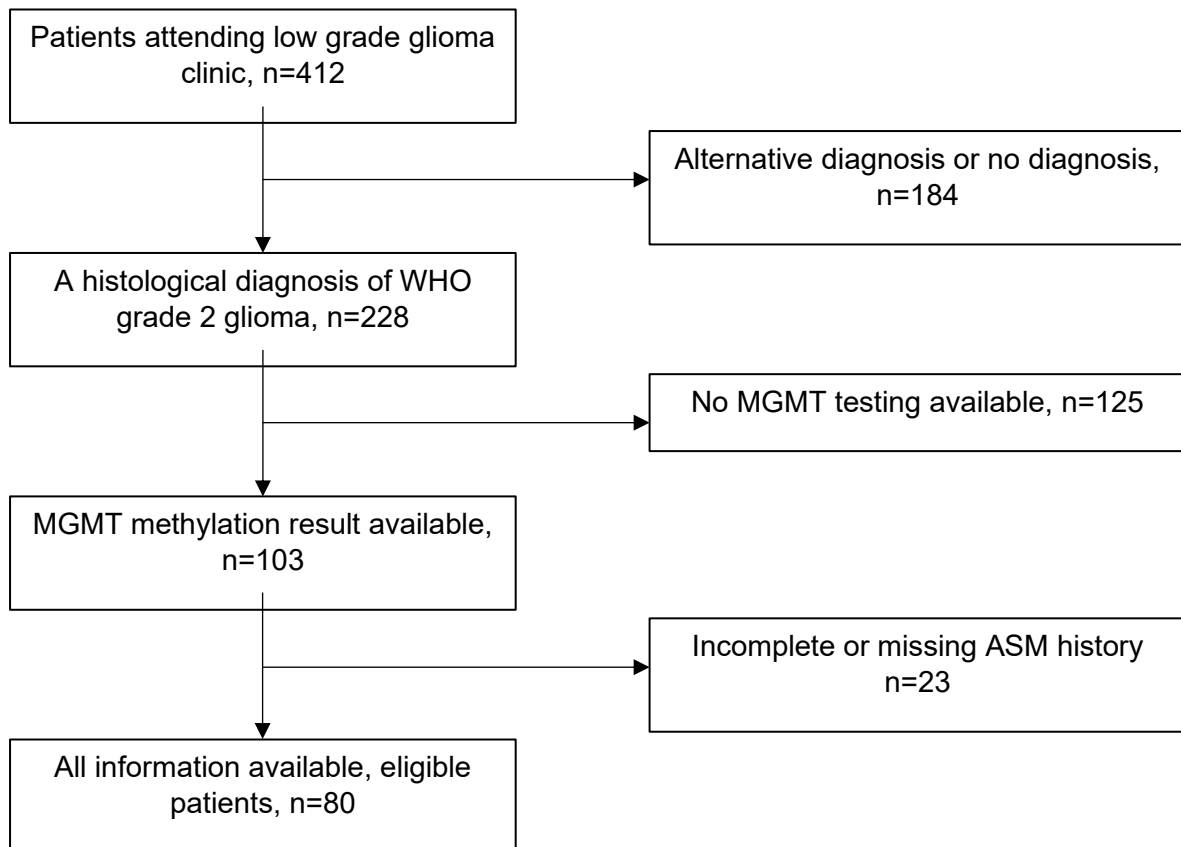 Patients attending low grade glioma
clinic, n=412
Alternative diagnosis or no diagnosis,
n=184
A histological diagnosis of WHO
grade 2 glioma, n=228
No MGMT testing available, n=125
MGMT methylation result available,
n=103
Incomplete or missing ASM history
n=23
All information available, eligible
patients, n=80